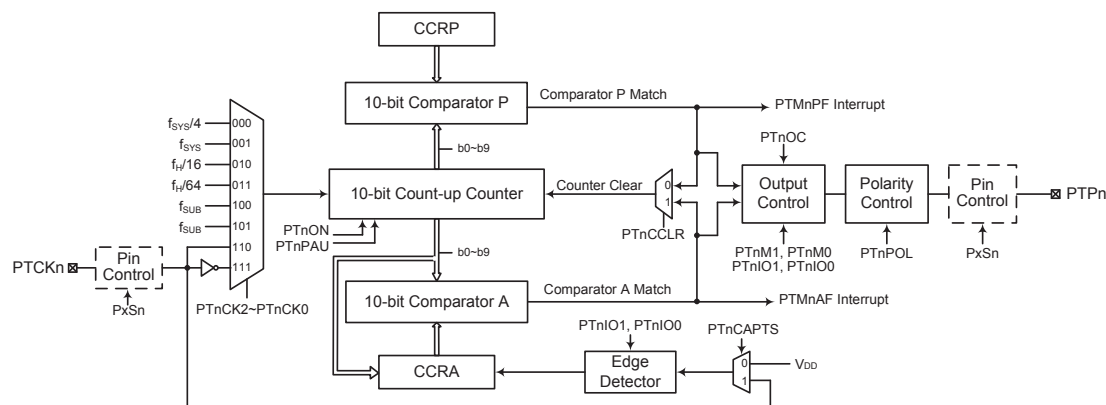 CCRP
10-bit Comparator P
Comparator P Match
PTMnPF Interrupt
b0~b9
fSYS/4
000
fSYS
001
fH/16
010
fH/64
011
fSUB
100
fSUB
101
110
111
PTnCK2~PTnCK0
PTCKn
Pin
Control
PxSn
10-bit Count-up Counter
PTnON
PTnPAU
Counter Clear
0
1
PTnCCLR
PTnOC
Output
Control
PTnM1, PTnM0
PTnIO1, PTnIO0
Polarity
Control
PTnPOL
Pin
Control
PxSn
PTPn
b0~b9
10-bit Comparator A
Comparator A Match
PTMnAF Interrupt
CCRA
PTnIO1, PTnIO0
Edge
Detector
PTnCAPTS
0
1
VDD